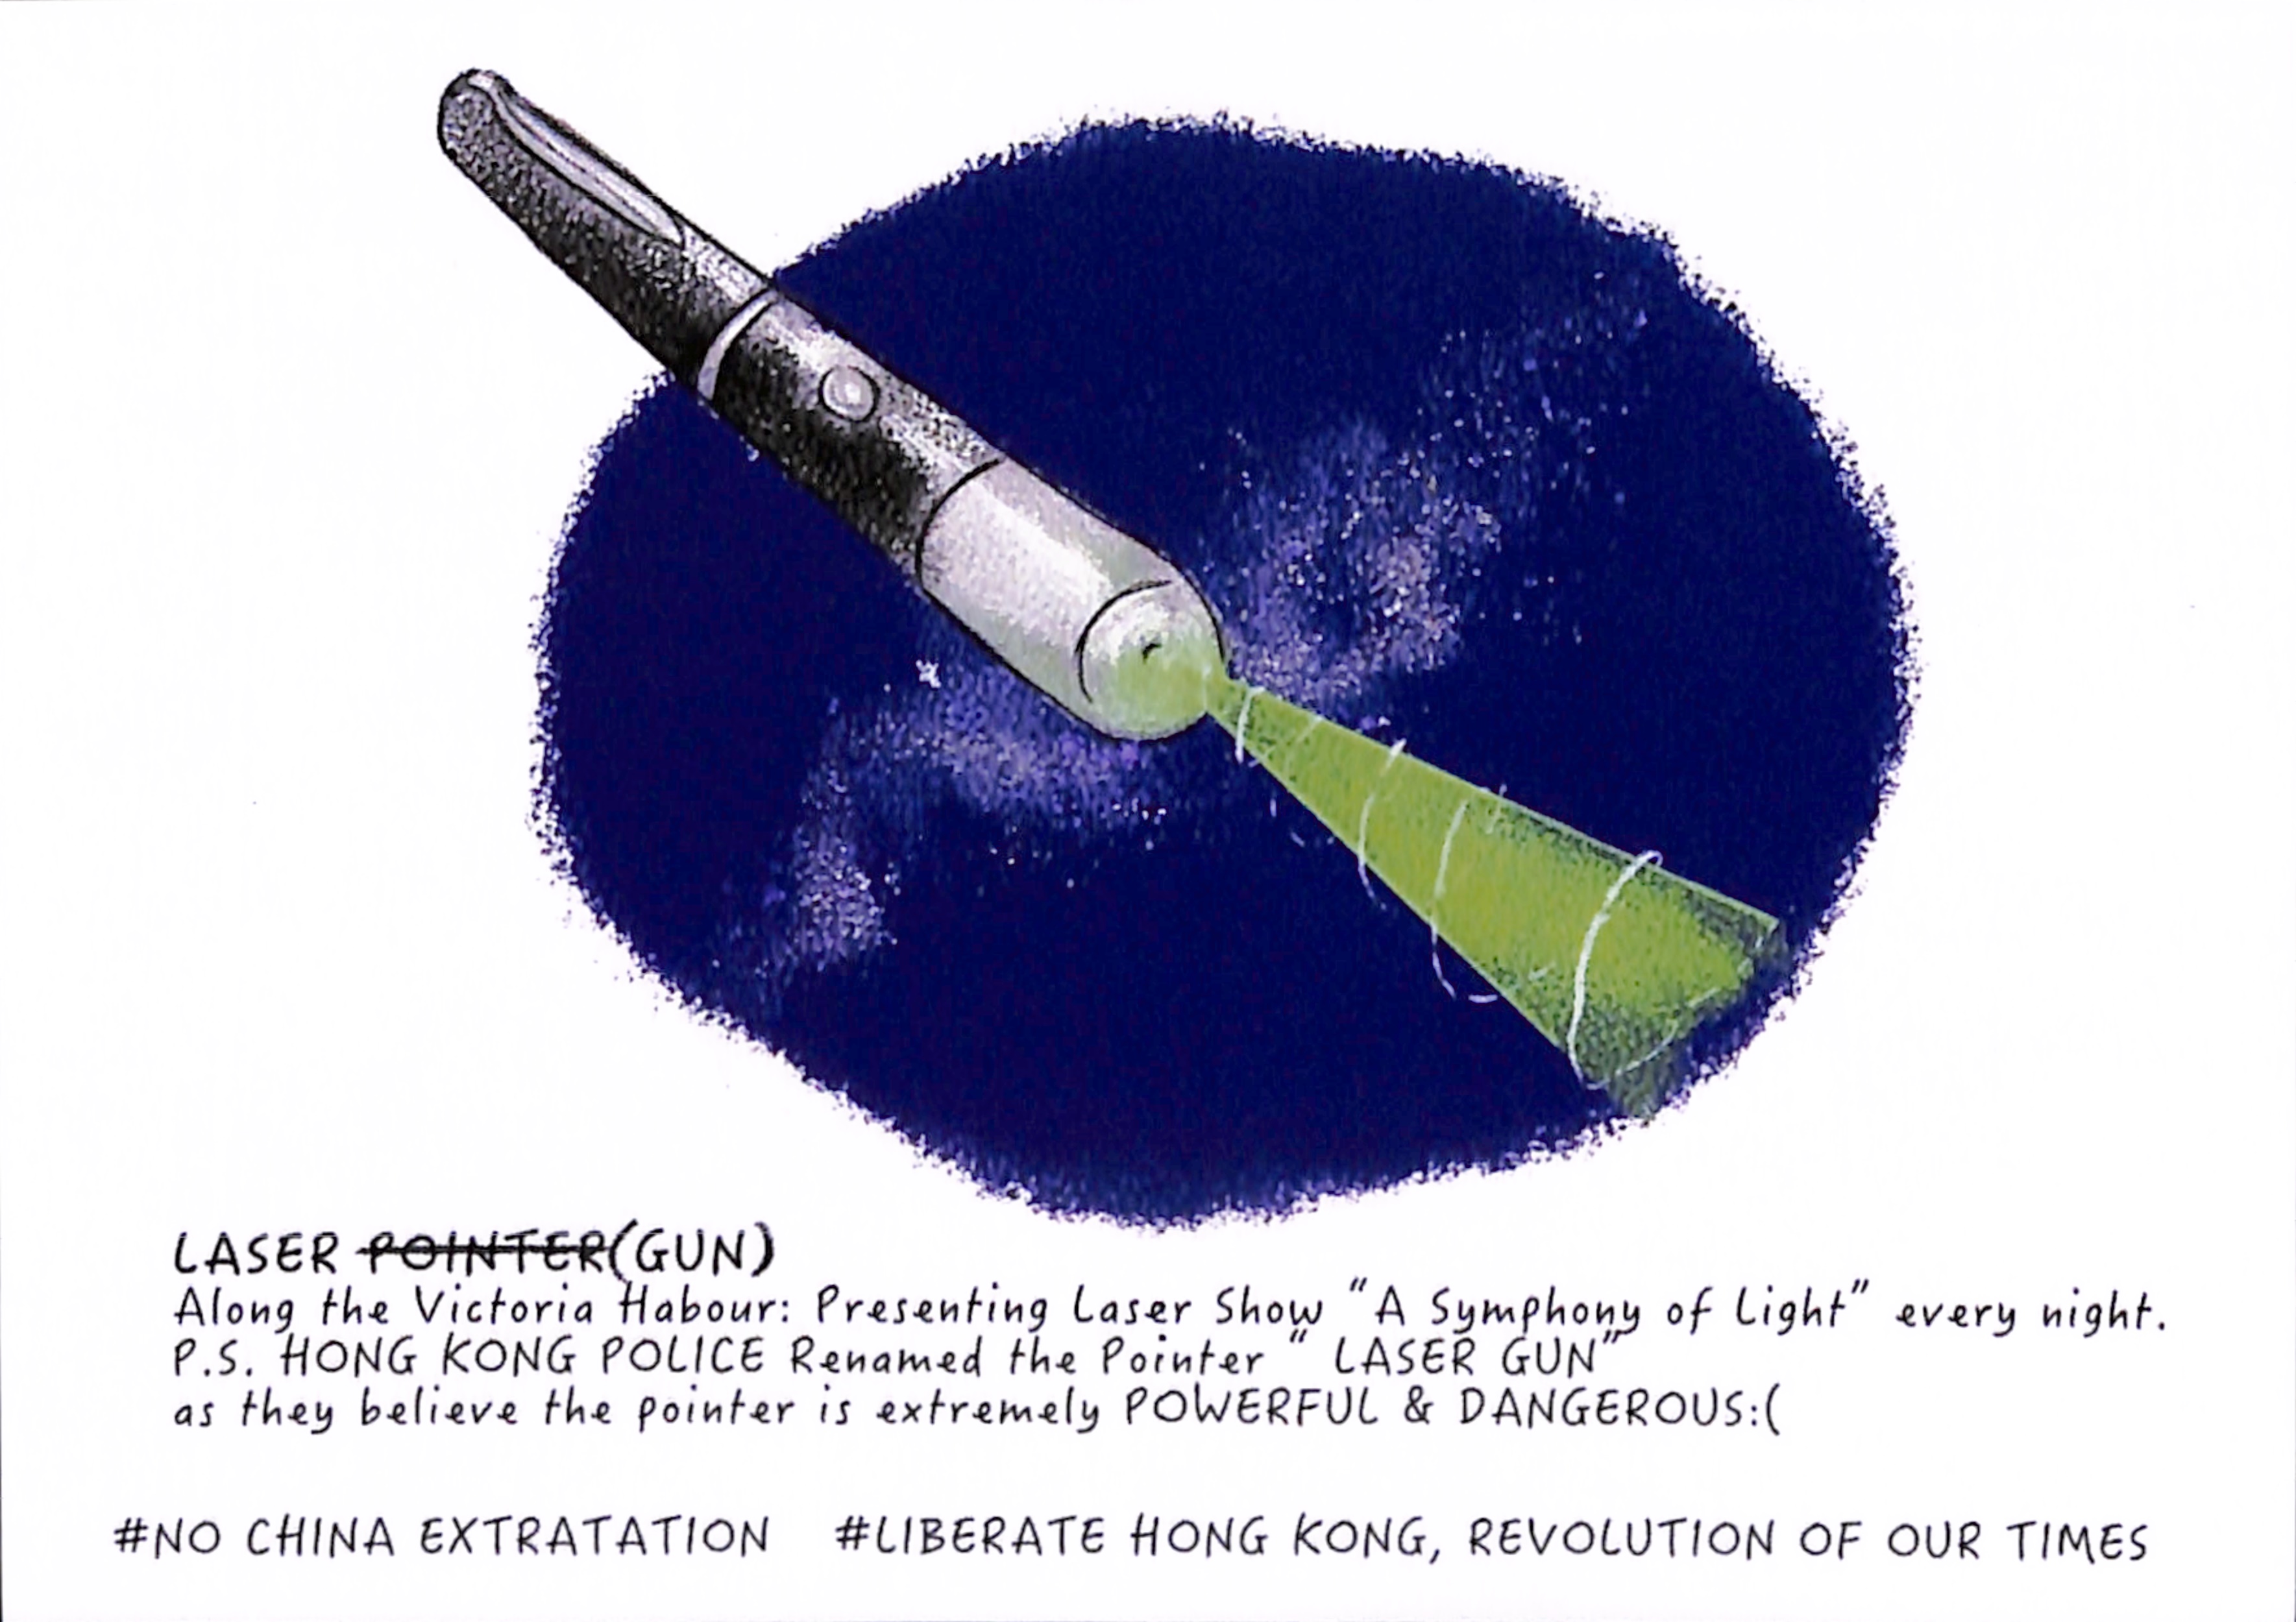 LASER POINTER(GUN)
Along the Victoria Habour: Presenting Laser Show “A Symphony of Light” every night.
P.S. HONG KONG POLICE Renamed the Pointer “ LASER GUN”
as they believe the pointer is extremely POWERFUL & DANGEROUS:(
#NO CHINA EXTRATATION #LIBERATE HONG KONG, REVOLUTION OF OUR TIMES